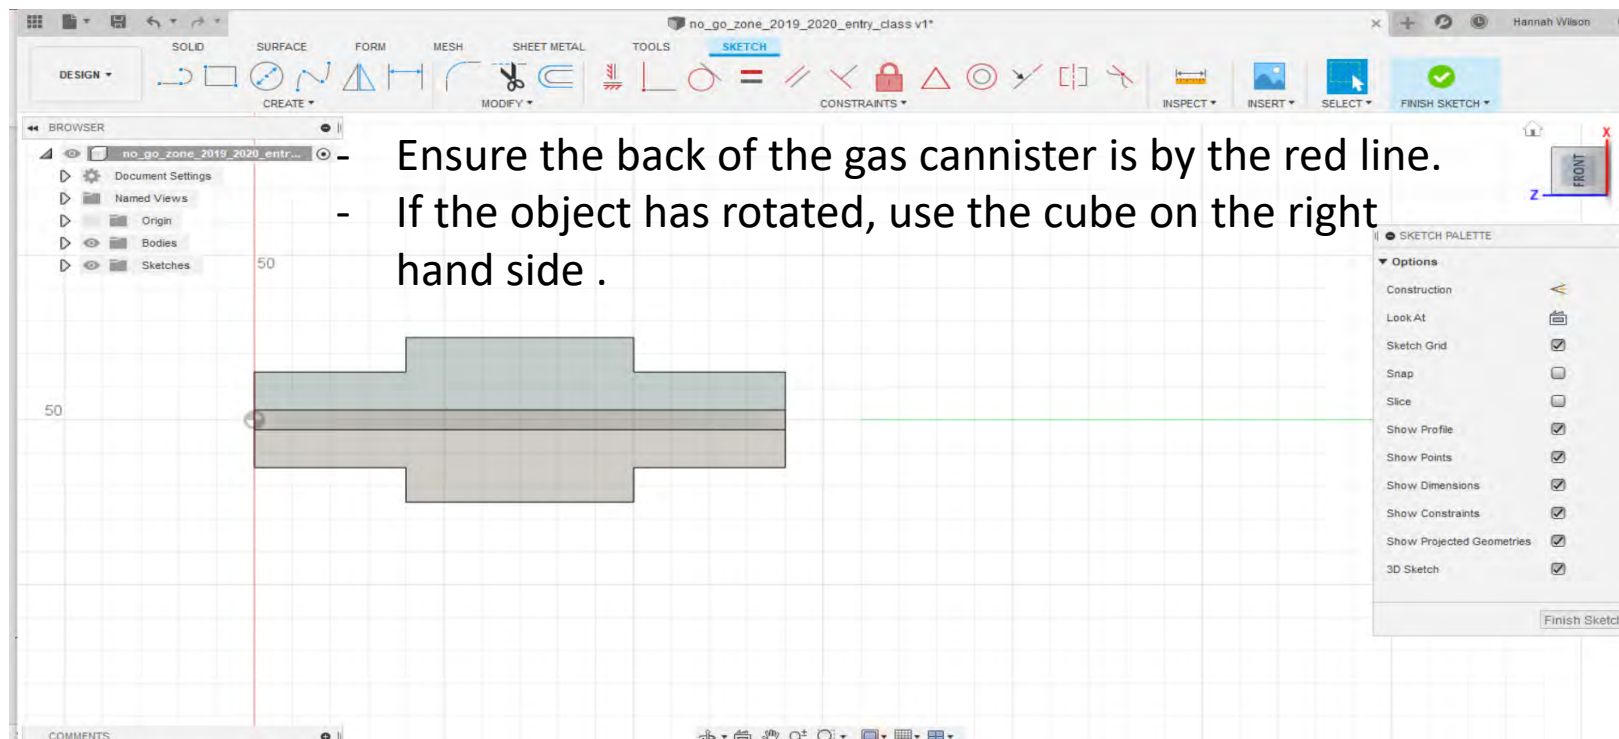 no_go_zone_2019_2020_entry_class v1*
Hannah Wilson
DESIGN
SOLID SURFACE FORM MESH SHEET METAL TOOLS SKETCH
CREATE MODIFY CONSTRAINTS INSPECT INSERT SELECT FINISH SKETCH
BROWSER
no_go_zone_2019_2020_entr...
Document Settings
Named Views
Origin
Bodies
Sketches
- Ensure the back of the gas cannister is by the red line.
- If the object has rotated, use the cube on the right
hand side .
X
FRONT
Z
50
50
SKETCH PALETTE
Options
Construction
Look At
Sketch Grid
Snap
Slice
Show Profile
Show Points
Show Dimensions
Show Constraints
Show Projected Geometries
3D Sketch
Finish Sketch
COMMENTS